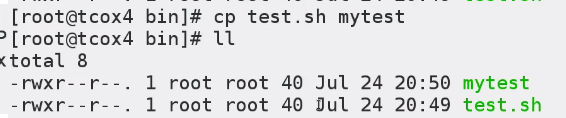 [root@tcox4 bin]# cp test.sh mytest
[root@tcox4 bin]# ll
total 8
-rwxr--r--. 1 root root 40 Jul 24 20:50 mytest
-rwxr--r--. 1 root root 40 Jul 24 20:49 test.sh